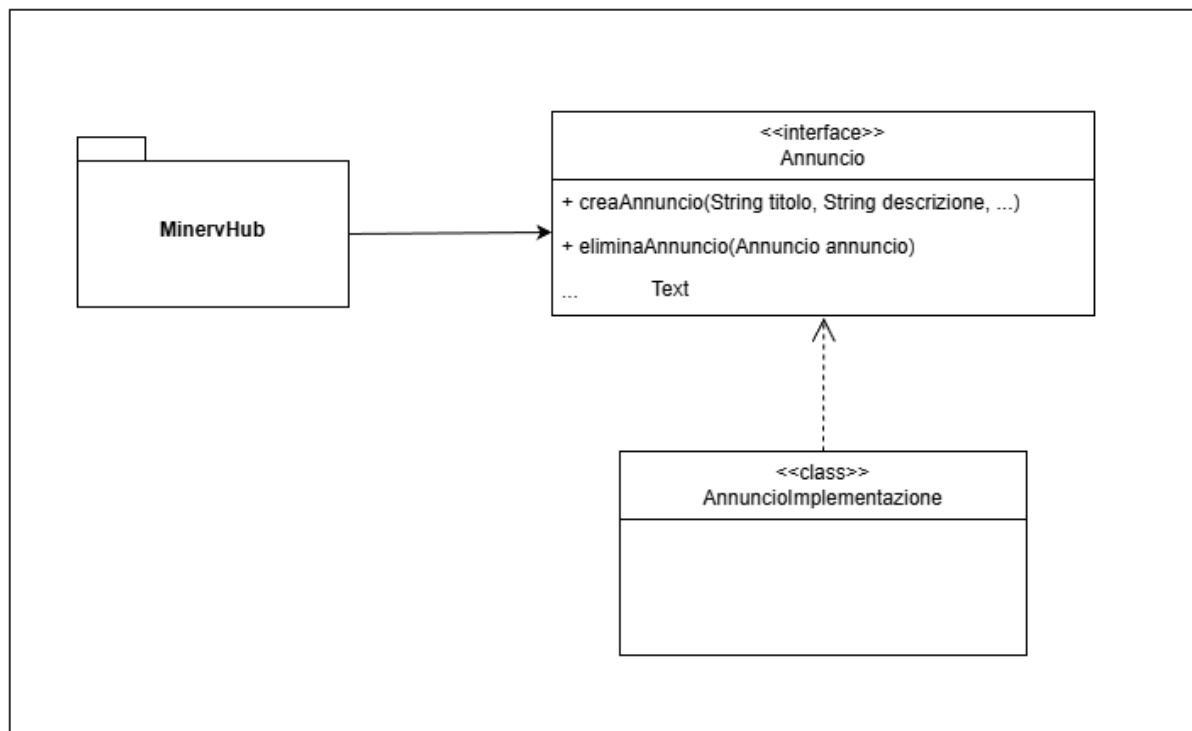 <<interface>>
Annuncio
MinervHub
+ creaAnnuncio(String titolo, String descrizione, ...)
+ eliminaAnnuncio(Annuncio annuncio)
... Text
<<class>>
AnnuncioImplementazione